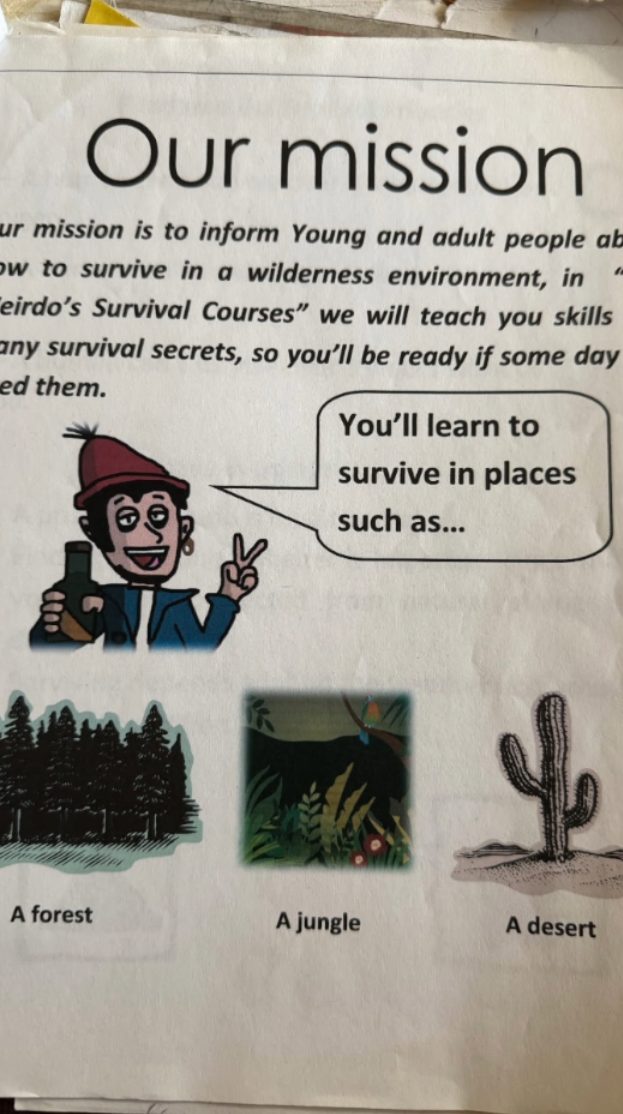 Our mission
ur mission is to inform Young and adult people ab
ow to survive in a wilderness environment, in "
eirdo's Survival Courses" we will teach you skills
any survival secrets, so you'll be ready if some day
ed them.
You'll learn to
survive in places
such as...
A forest
A jungle
A desert